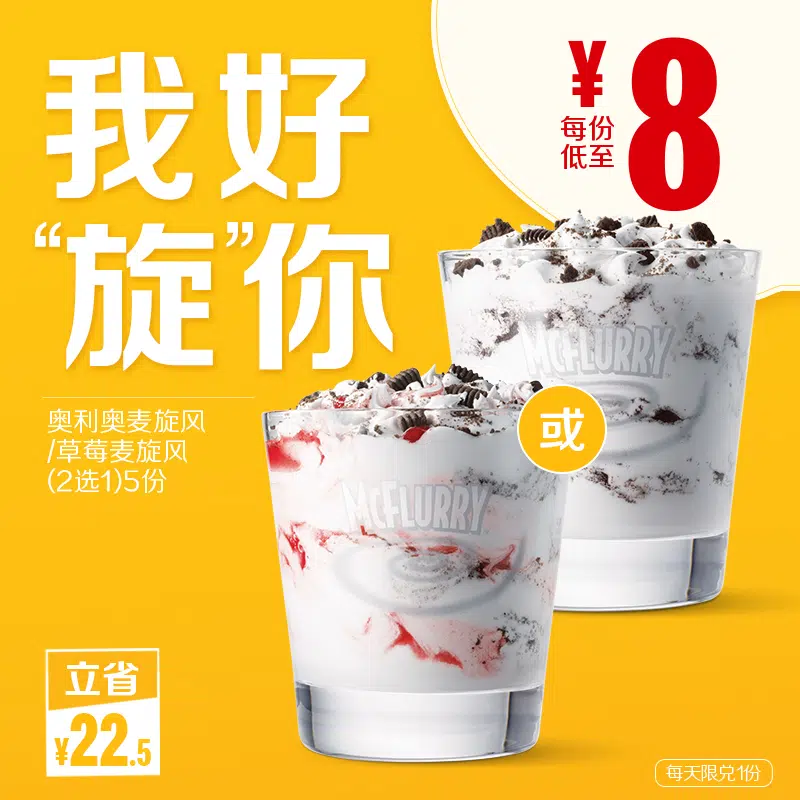 我好
“旋”你
¥8
每份
低至
奥利奥麦旋风
/草莓麦旋风
(2选1)5份
McFLURRY
或
McFLURRY
立省
¥22.5
每天限兑1份